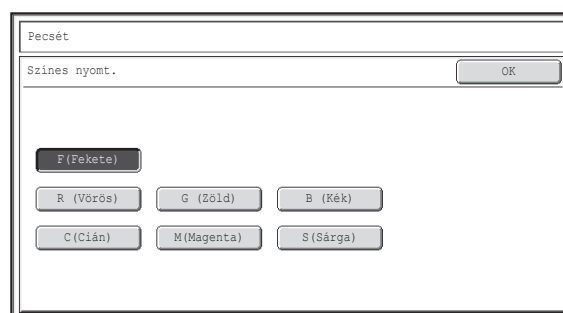 Pecsét
Színes nyomt. OK
F(Fekete)
R (Vörös) G (Zöld) B (Kék)
C(Cián) M(Magenta) S(Sárga)